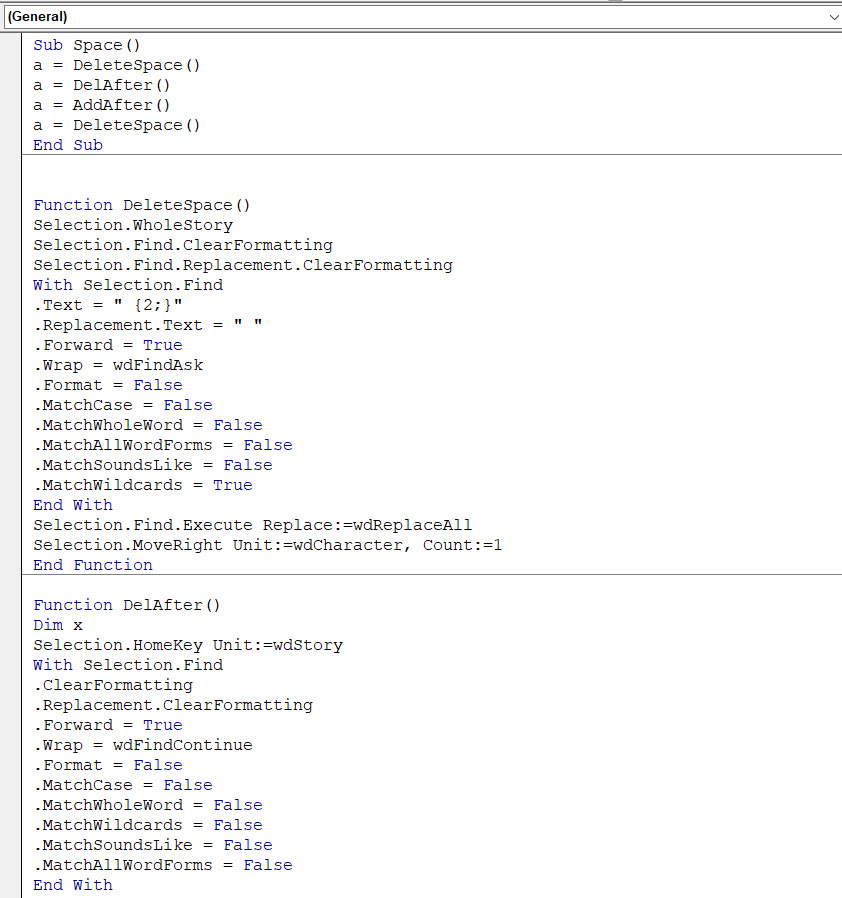 (General)
Sub Space()
a = DeleteSpace()
a = DelAfter()
a = AddAfter()
a = DeleteSpace()
End Sub
Function DeleteSpace()
Selection.WholeStory
Selection.Find.ClearFormatting
Selection.Find.Replacement.ClearFormatting
With Selection.Find
.Text = " {2;}"
.Replacement.Text = " "
.Forward = True
.Wrap = wdFindAsk
.Format = False
.MatchCase = False
.MatchWholeWord = False
.MatchAllWordForms = False
.MatchSoundsLike = False
.MatchWildcards = True
End With
Selection.Find.Execute Replace:=wdReplaceAll
Selection.MoveRight Unit:=wdCharacter, Count:=1
End Function
Function DelAfter()
Dim x
Selection.HomeKey Unit:=wdStory
With Selection.Find
.ClearFormatting
.Replacement.ClearFormatting
.Forward = True
.Wrap = wdFindContinue
.Format = False
.MatchCase = False
.MatchWholeWord = False
.MatchWildcards = False
.MatchSoundsLike = False
.MatchAllWordForms = False
End With